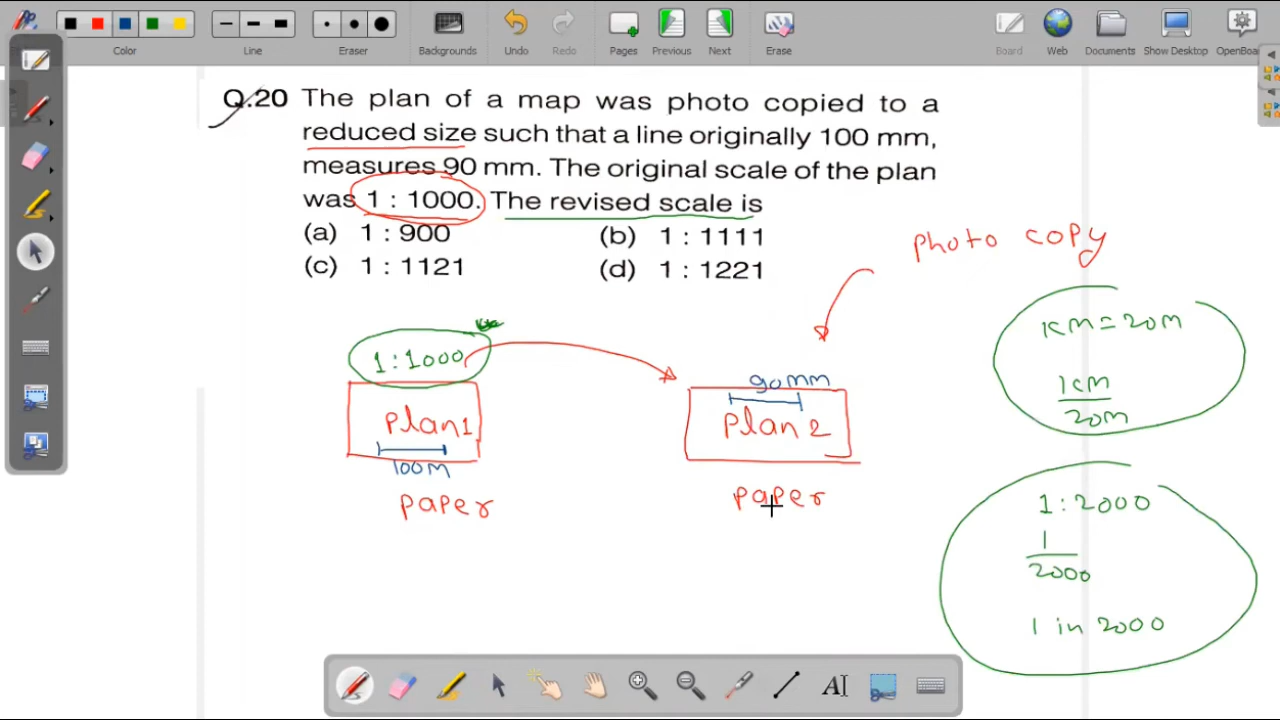 Color
Line
Eraser
Backgrounds
Undo
Redo
Pages
Previous
Next
Erase
Board
Web
Documents
Show Desktop
OpenBoa
Q.20 The plan of a map was photo copied to a
reduced size such that a line originally 100 mm,
measures 90 mm. The original scale of the plan
was 1 : 1000. The revised scale is
(a) 1 : 900 (b) 1 : 1111
(c) 1 : 1121 (d) 1 : 1221
Photo copy
1:1000
Plan1
100M
Paper
90mm
Plan 2
Paper
1cm=20M
1cm
20M
1:2000
1
2000
1 in 2000
AI